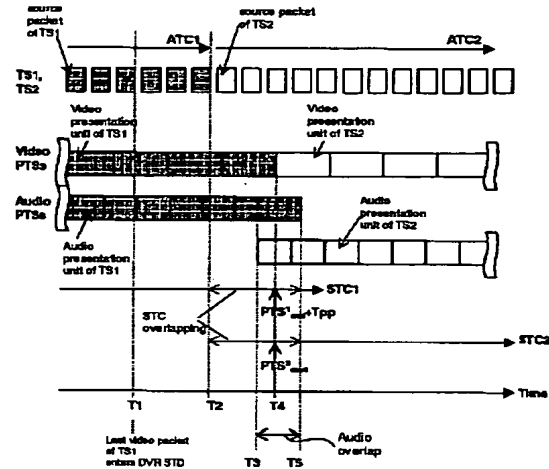 source
packet
of TS1
ATC1
source packet
of TS2
ATC2
TS1,
TS2
Video
presentation
unit of TS1
Video
presentation
unit of TS2
Video
PTSs
Audio
PTSs
Audio
presentation
unit of TS1
Audio
presentation
unit of TS2
STC1
STC
overlapping
PTS¹ +Tpp
STC2
PTS²
Time
T1
T2
T4
Last video packet
of TS1
enters DVR STD
T3
T5
Audio
overlap